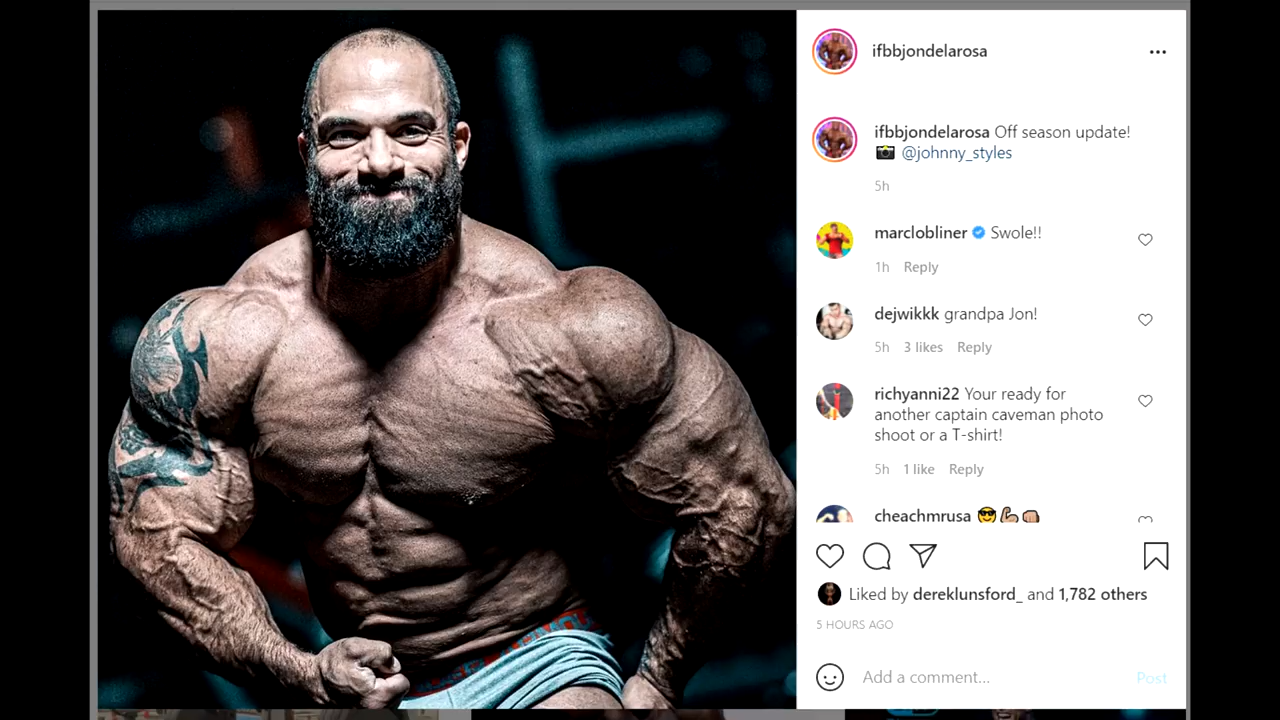 ifbbjondelarosa
ifbbjondelarosa Off season update!
📸 @johnny_styles
5h
marclobliner Swole!!
1h Reply
dejwikkk grandpa Jon!
5h 3 likes Reply
richyanni22 Your ready for
another captain caveman photo
shoot or a T-shirt!
5h 1 like Reply
cheachmrusa 😎💪👊
Liked by dereklunsford_ and 1,782 others
5 HOURS AGO
Add a comment... Post